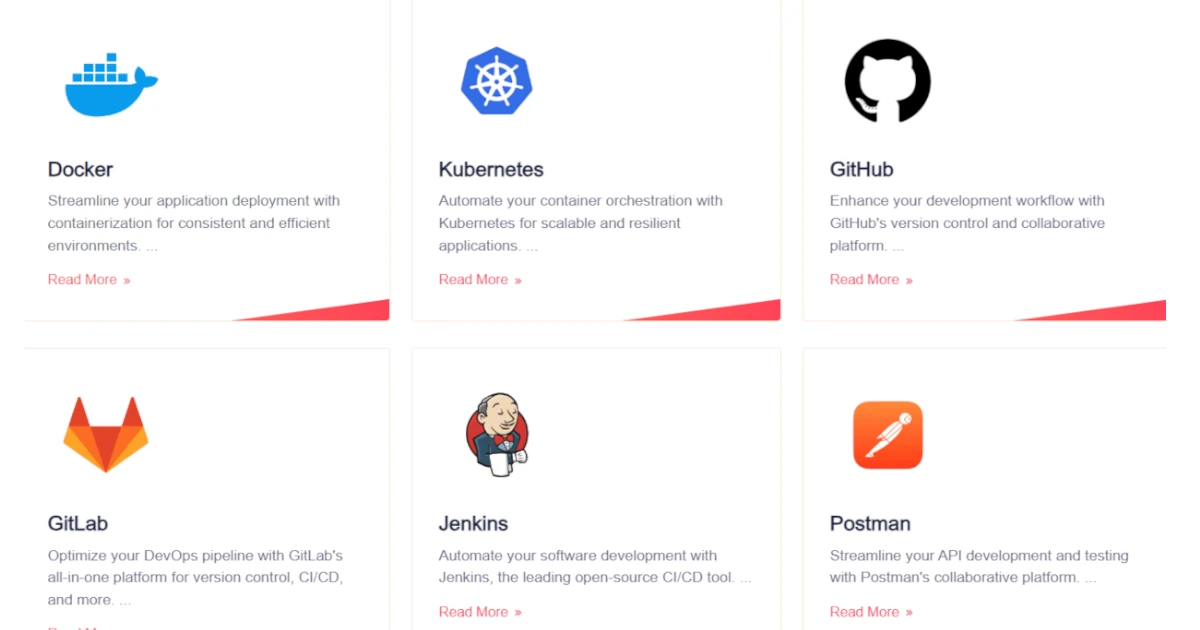 Docker
Streamline your application deployment with
containerization for consistent and efficient
environments. ...
Read More »
Kubernetes
Automate your container orchestration with
Kubernetes for scalable and resilient
applications. ...
Read More »
GitHub
Enhance your development workflow with
GitHub's version control and collaborative
platform. ...
Read More »
GitLab
Optimize your DevOps pipeline with GitLab's
all-in-one platform for version control, CI/CD,
and more. ...
Jenkins
Automate your software development with
Jenkins, the leading open-source CI/CD tool. ...
Read More »
Postman
Streamline your API development and testing
with Postman's collaborative platform. ...
Read More »